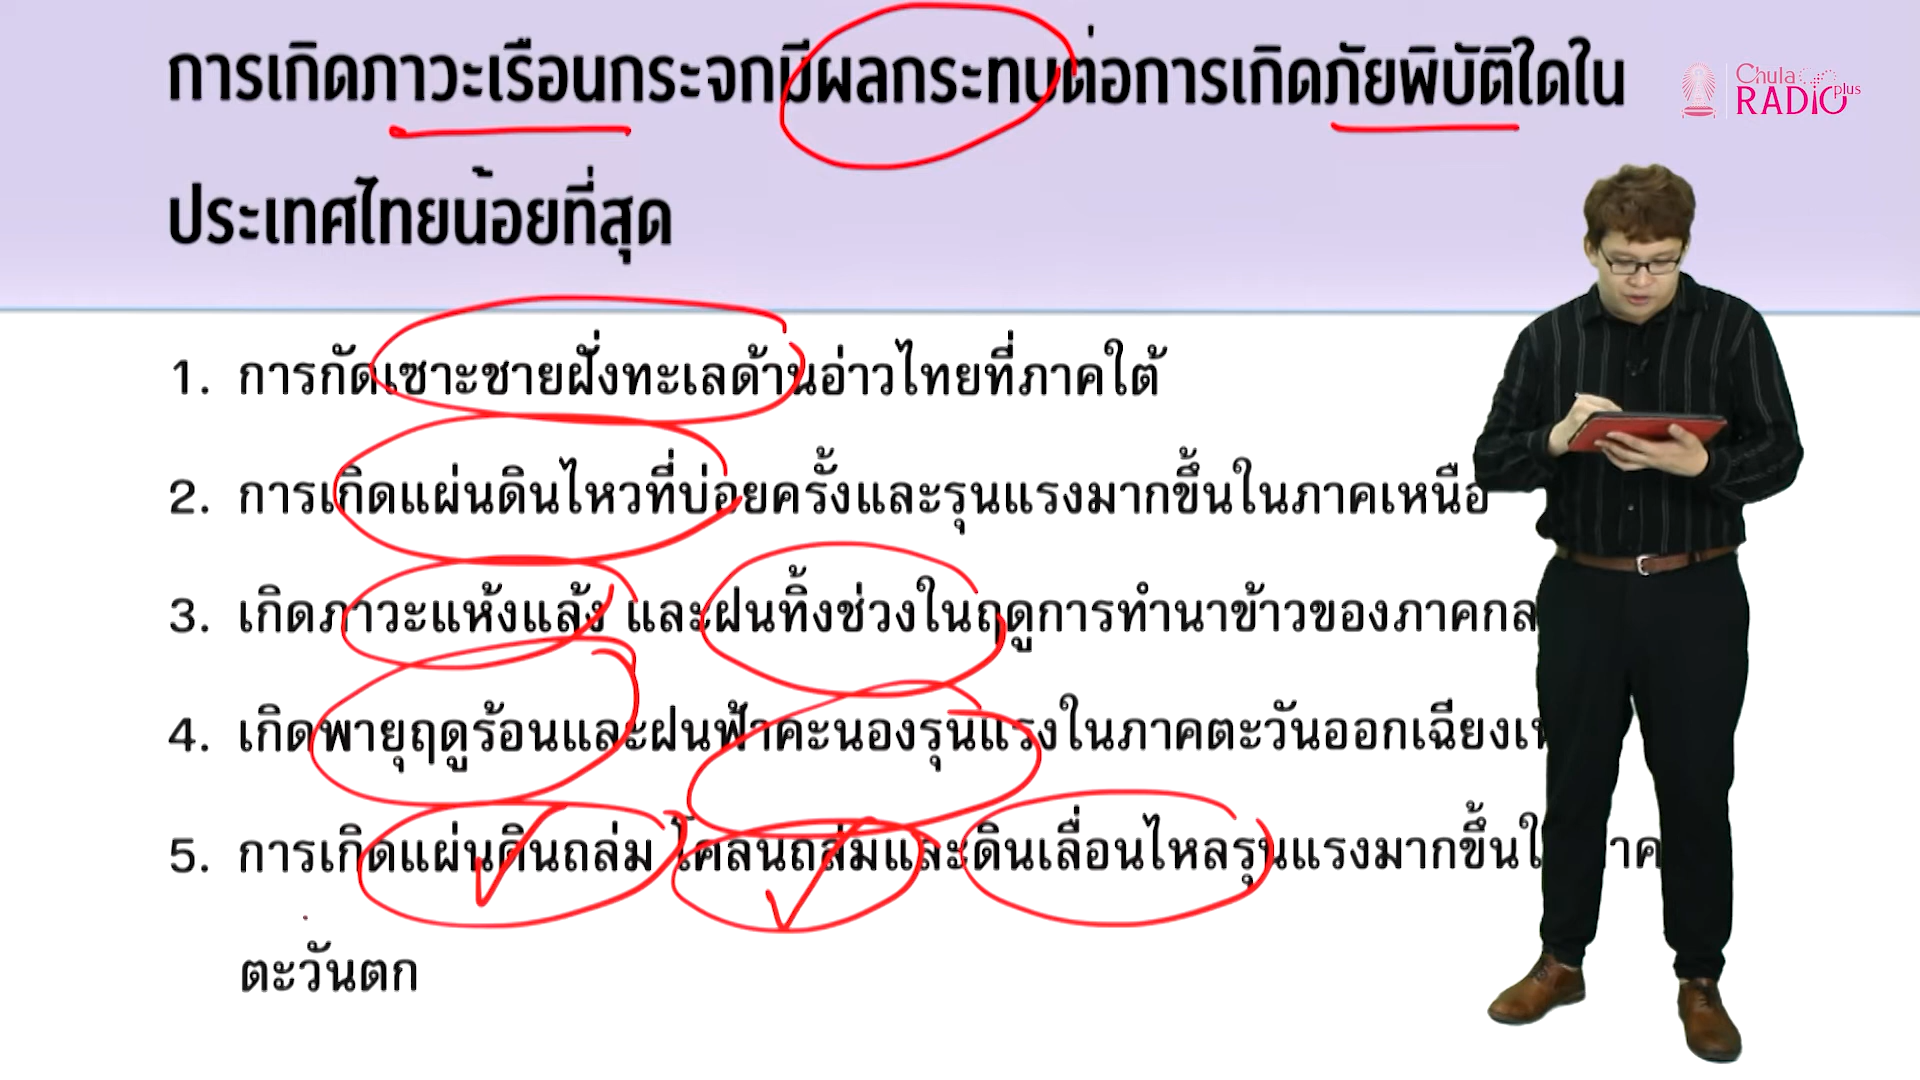 การเกิดภาวะเรือนกระจกมีผลกระทบต่อการเกิดภัยพิบัติใดใน
ประเทศไทยน้อยที่สุด
Chula
RADIO plus
1. การกัดเซาะชายฝั่งทะเลด้านอ่าวไทยที่ภาคใต้
2. การเกิดแผ่นดินไหวที่บ่อยครั้งและรุนแรงมากขึ้นในภาคเหนือ
3. เกิดภาวะแห้งแล้ง และฝนทิ้งช่วงในฤดูการทำนาข้าวของ
4. เกิดพายุฤดูร้อนและฝนฟ้าคะนองรุนแรงในภาคตะวันออก
5. การเกิดแผ่นดินถล่ม โคลนถล่มและดินเลื่อนไหลรุนแรงมากขึ้น
ตะวันตก